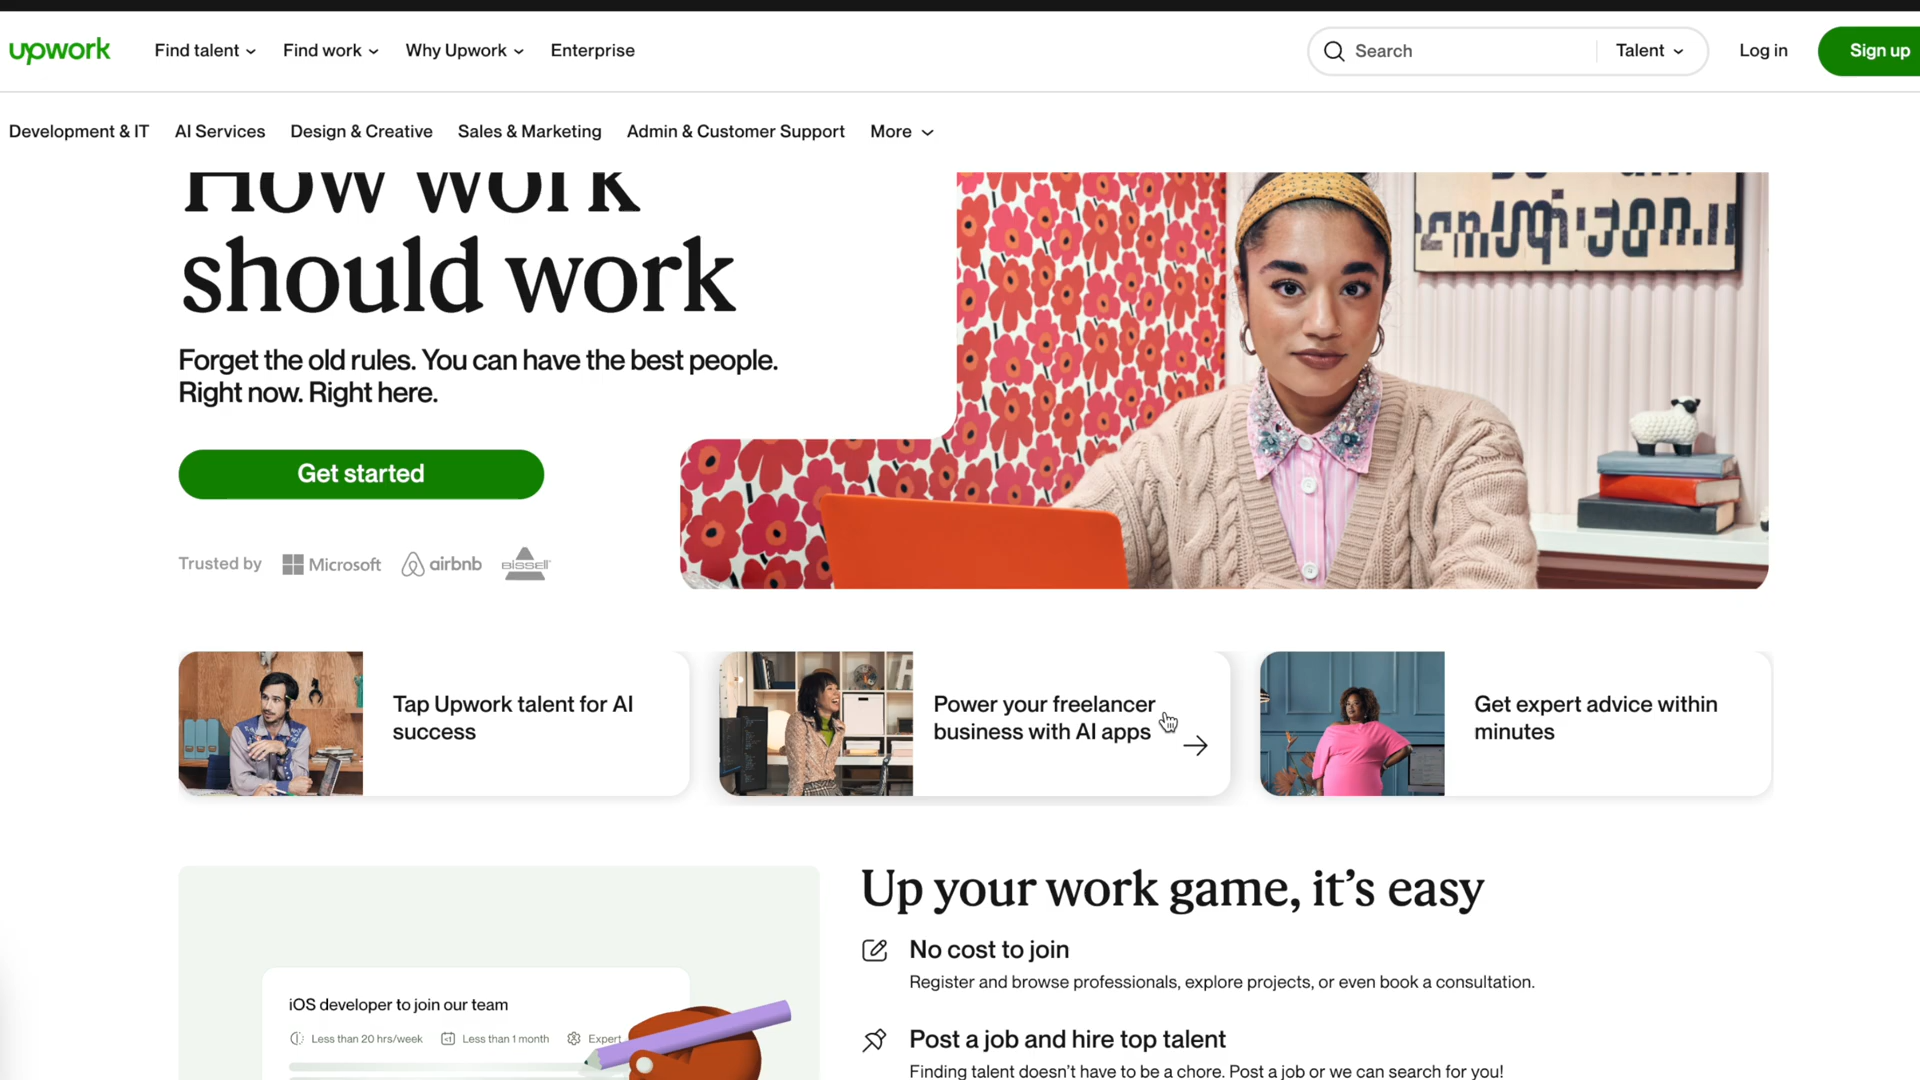 upwork
Find talent
Find work
Why Upwork
Enterprise
Search
Talent
Log in
Sign up
Development & IT
AI Services
Design & Creative
Sales & Marketing
Admin & Customer Support
More
How work
should work
Forget the old rules. You can have the best people.
Right now. Right here.
Get started
Trusted by
Microsoft
airbnb
BISSELL
Tap Upwork talent for AI
success
Power your freelancer
business with AI apps
Get expert advice within
minutes
Up your work game, it's easy
No cost to join
Register and browse professionals, explore projects, or even book a consultation.
iOS developer to join our team
Less than 20 hrs/week
Less than 1 month
Expert
Post a job and hire top talent
Finding talent doesn't have to be a chore. Post a job or we can search for you!